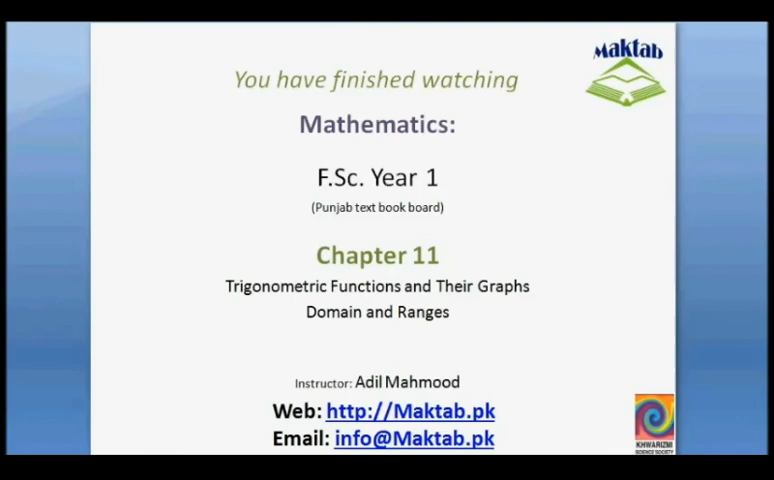 Maktab
You have finished watching
Mathematics:
F.Sc. Year 1
(Punjab text book board)
Chapter 11
Trigonometric Functions and Their Graphs
Domain and Ranges
Instructor: Adil Mahmood
Web: http://Maktab.pk
Email: info@Maktab.pk
KHWARIZMI
SCIENCE SOCIETY